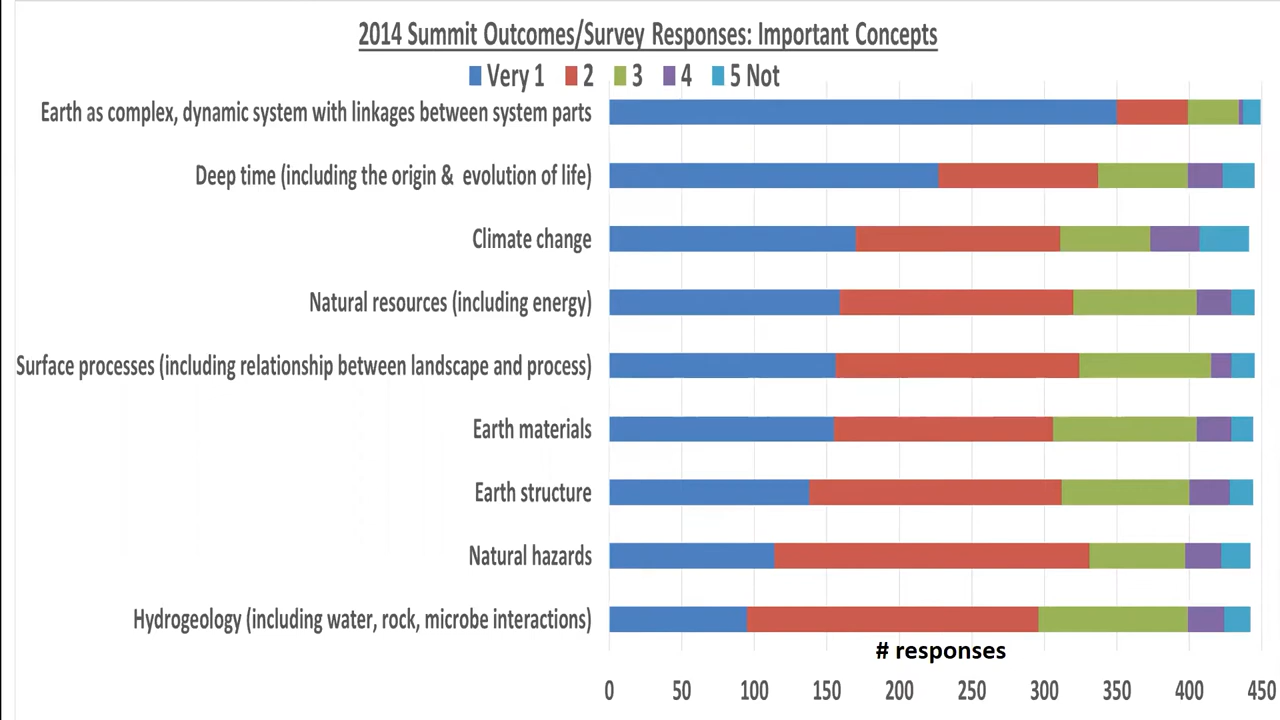 2014 Summit Outcomes/Survey Responses: Important Concepts
Very 1 2 3 4 5 Not
Earth as complex, dynamic system with linkages between system parts
Deep time (including the origin & evolution of life)
Climate change
Natural resources (including energy)
Surface processes (including relationship between landscape and process)
Earth materials
Earth structure
Natural hazards
Hydrogeology (including water, rock, microbe interactions)
# responses
0 50 100 150 200 250 300 350 400 450